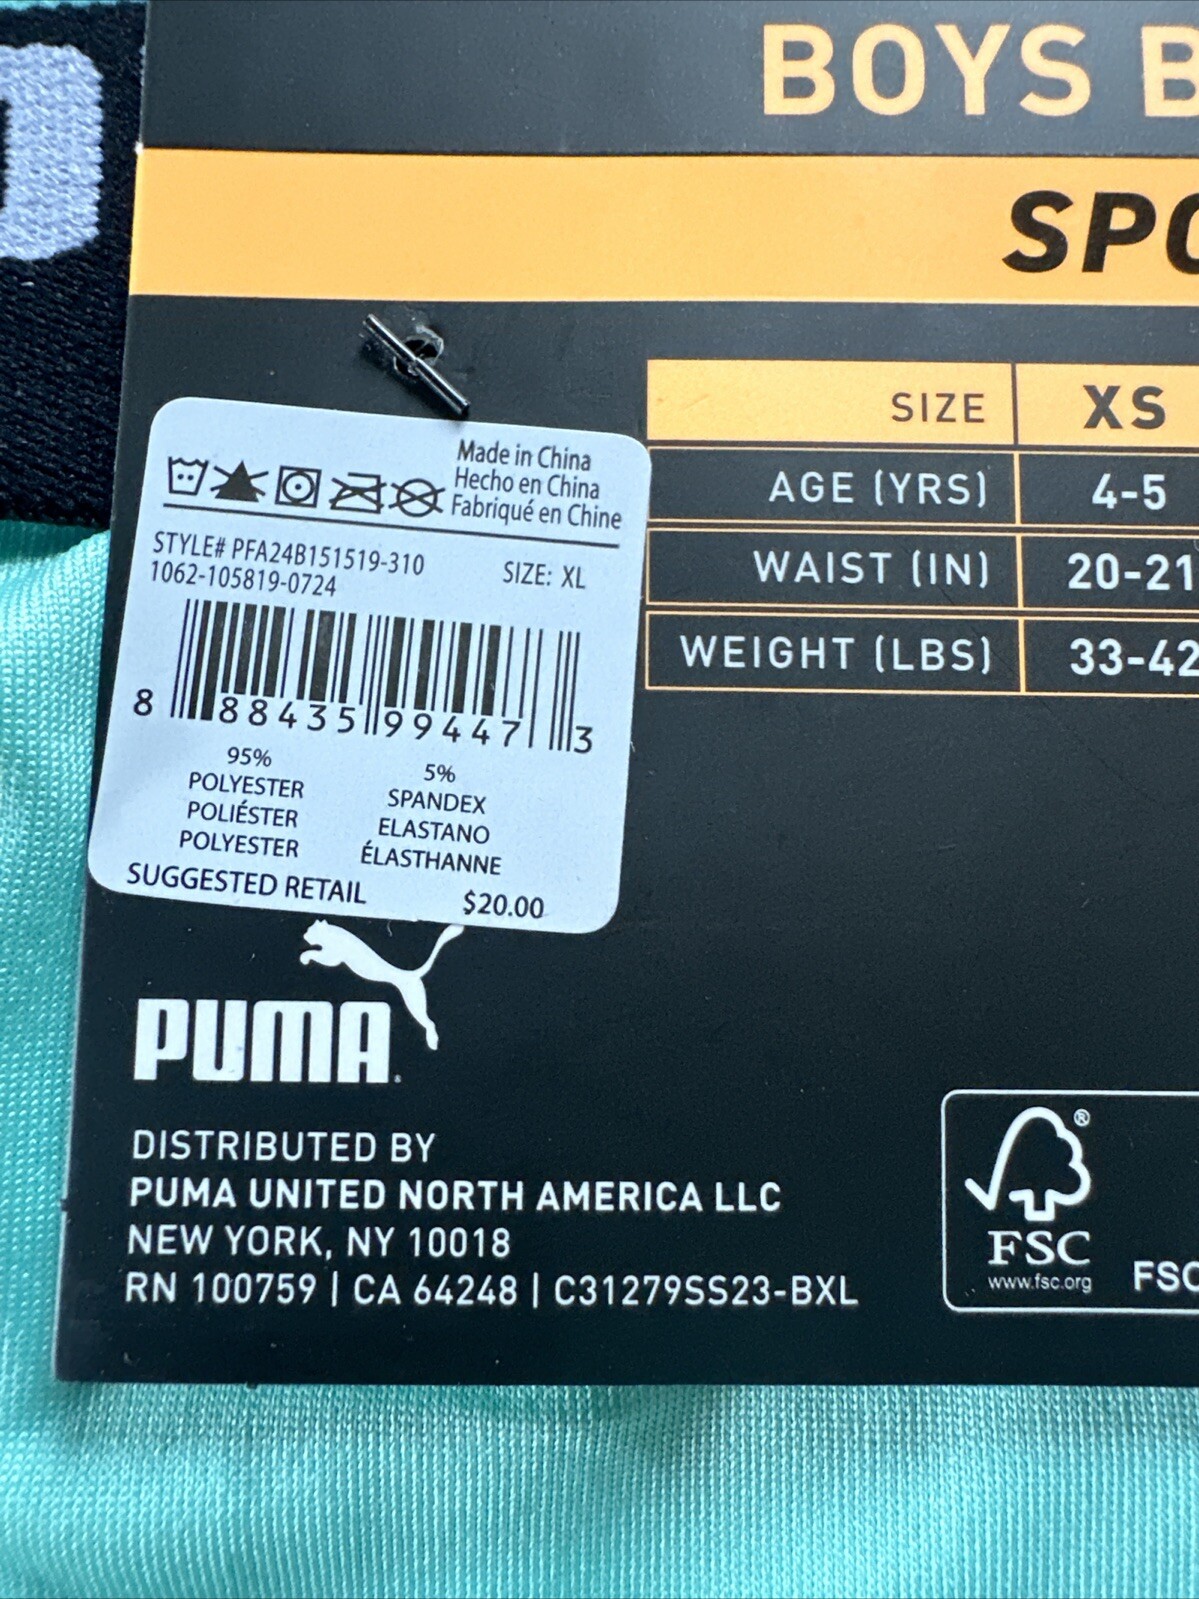 BOYS B
SPO
SIZE XS
AGE (YRS) 4-5
WAIST (IN) 20-21
WEIGHT (LBS) 33-42
Made in China
Hecho en China
Fabriqué en Chine
STYLE# PFA24B151519-310
1062-105819-0724
SIZE: XL
8 88435 99447 3
95%
POLYESTER
POLIÉSTER
POLYESTER
5%
SPANDEX
ELASTANO
ÉLASTHANNE
SUGGESTED RETAIL $20.00
PUMA
DISTRIBUTED BY
PUMA UNITED NORTH AMERICA LLC
NEW YORK, NY 10018
RN 100759 | CA 64248 | C31279SS23-BXL
®
FSC
www.fsc.org
FSC